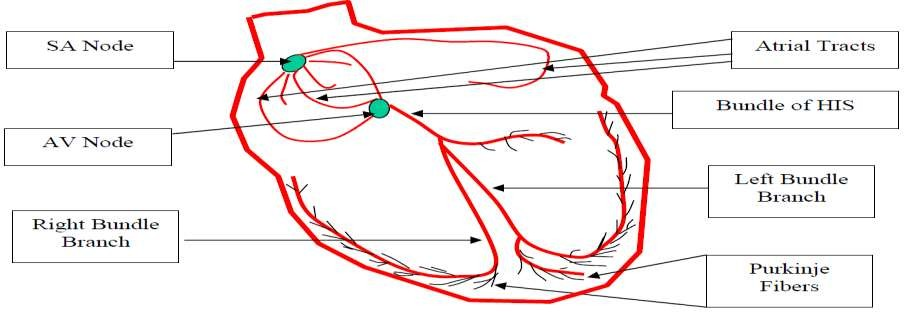 SA Node
Atrial Tracts
Bundle of HIS
AV Node
Left Bundle
Branch
Right Bundle
Branch
Purkinje
Fibers